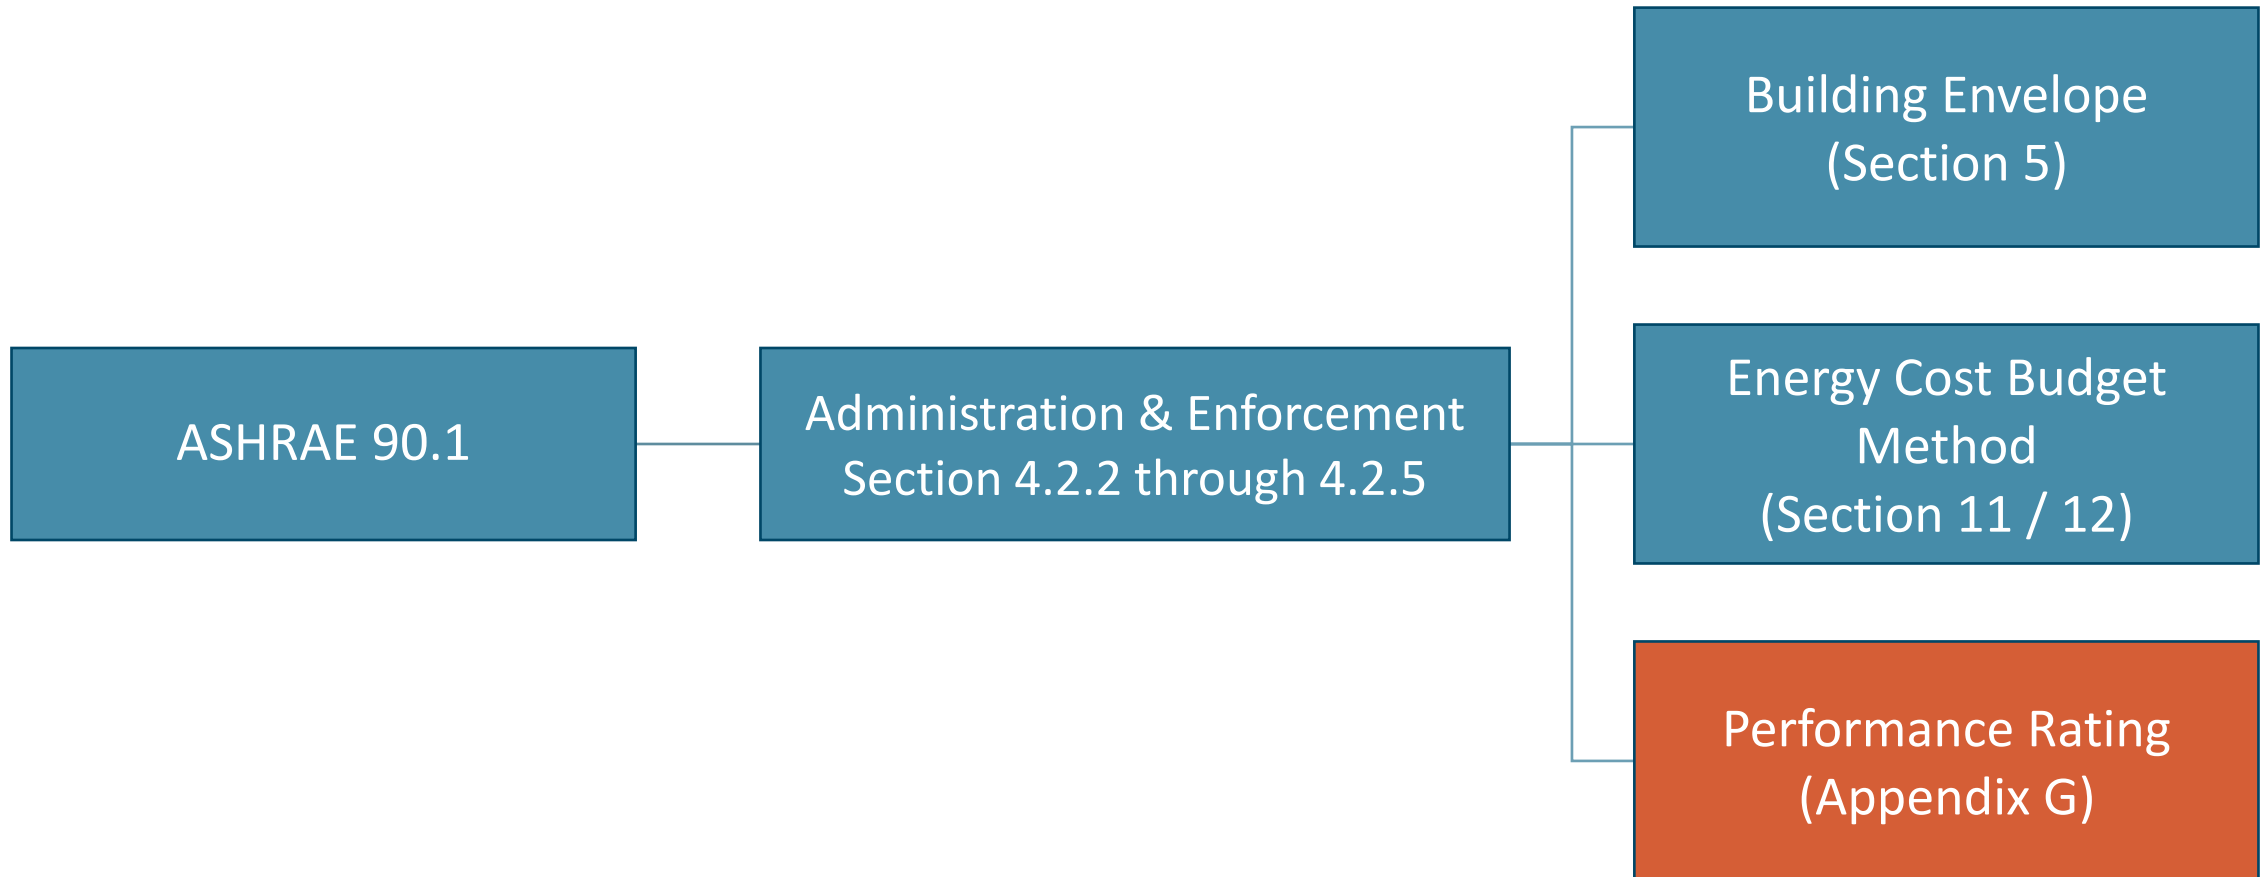 ASHRAE 90.1
Administration & Enforcement
Section 4.2.2 through 4.2.5
Building Envelope
(Section 5)
Energy Cost Budget
Method
(Section 11 / 12)
Performance Rating
(Appendix G)